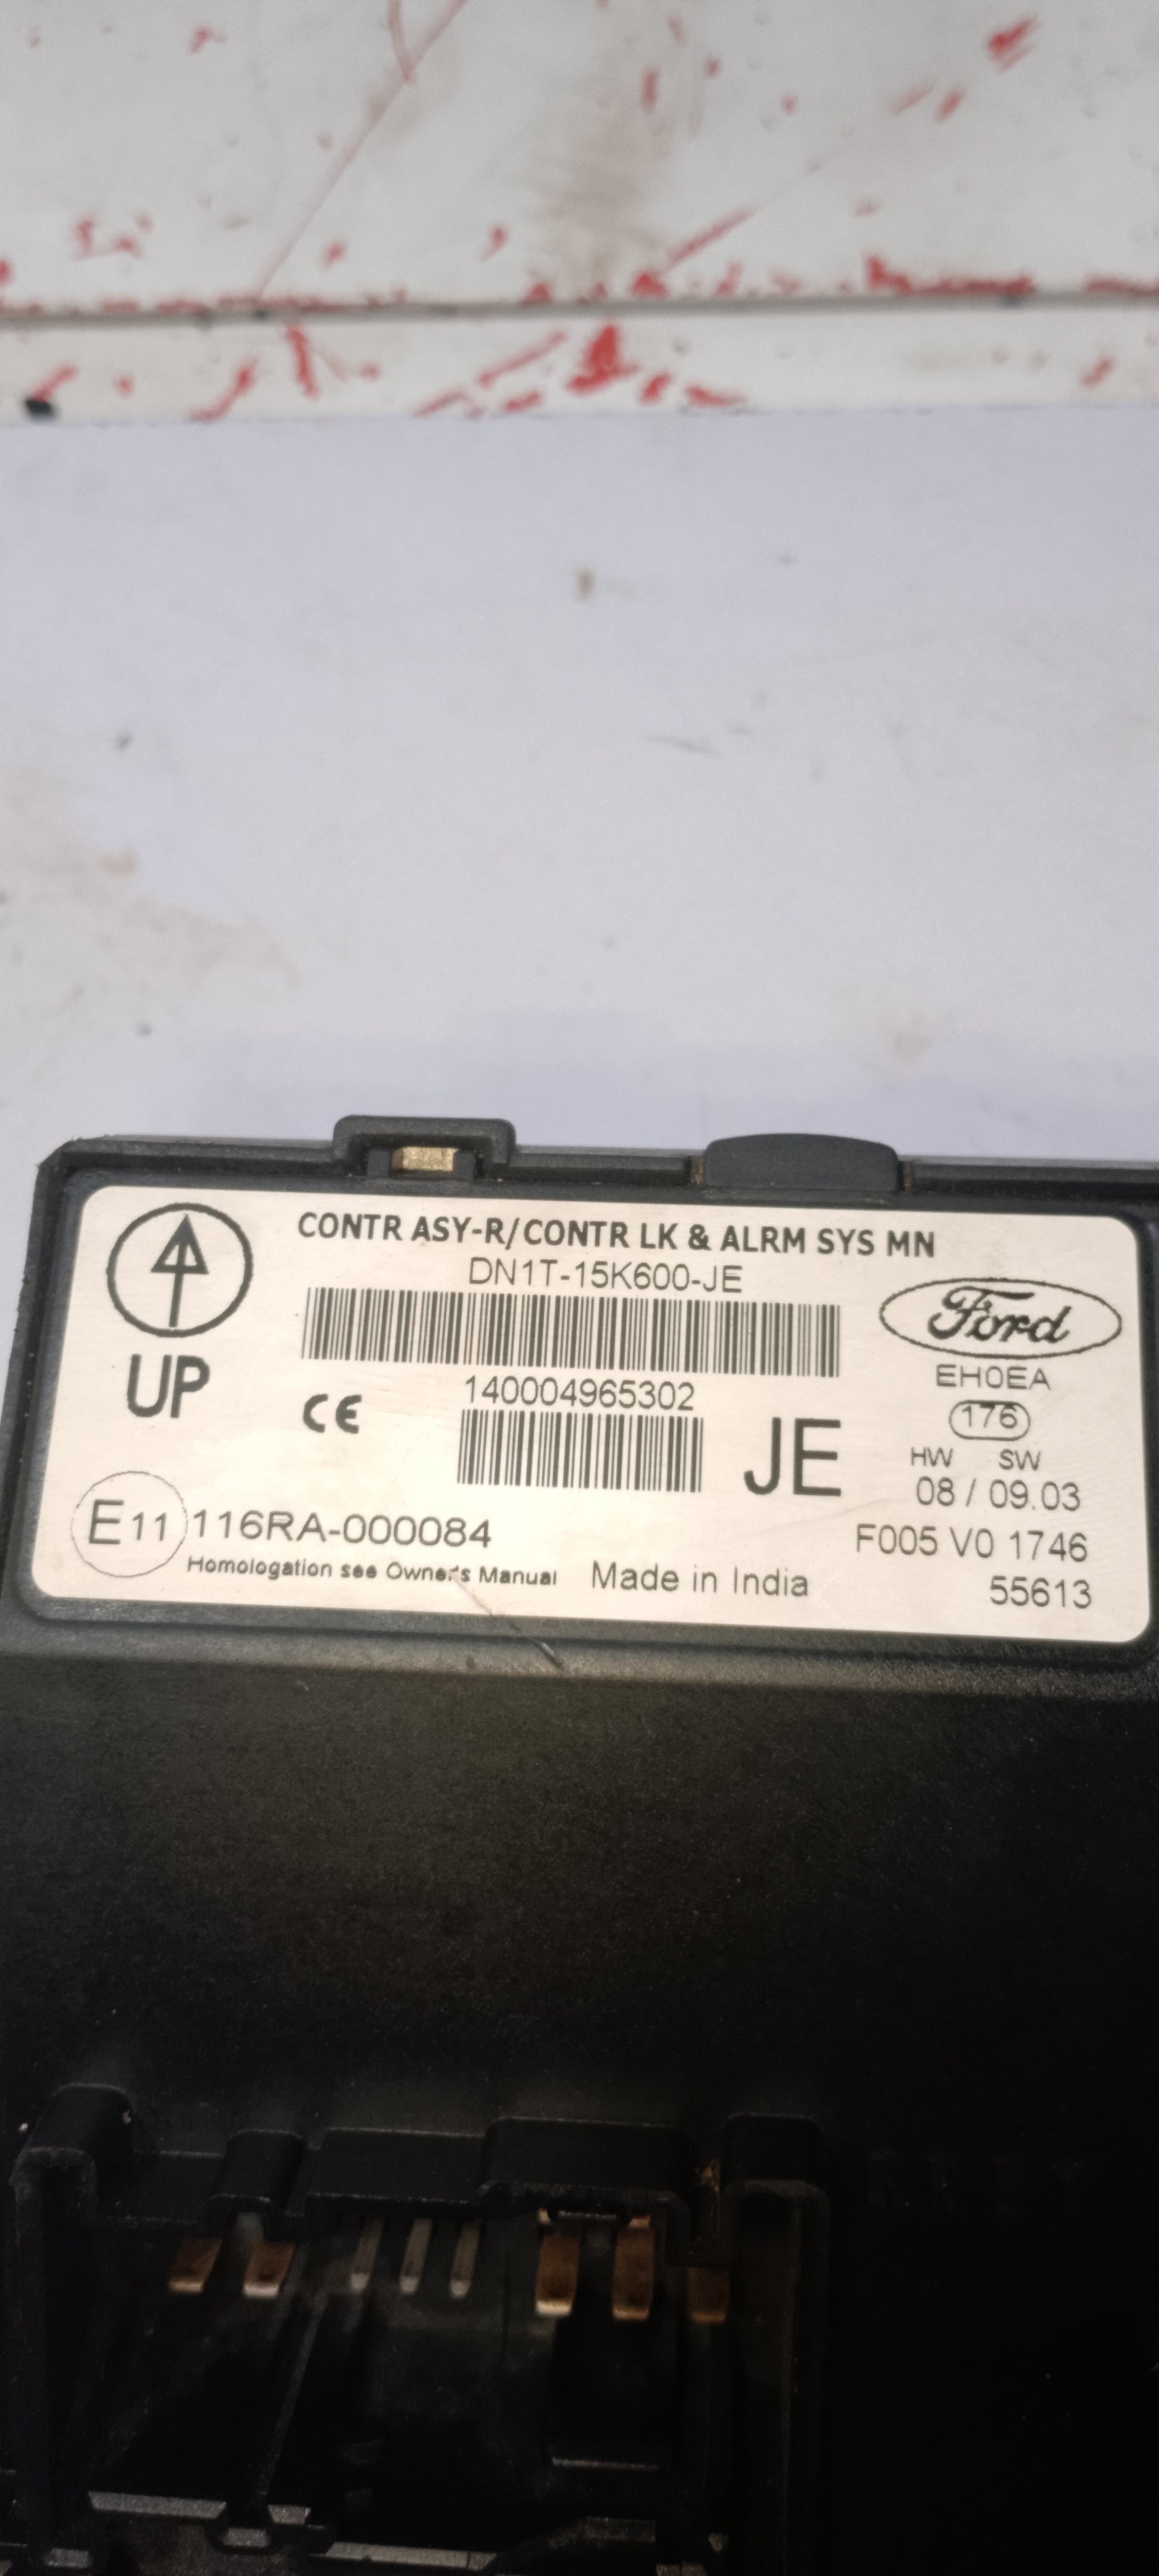 CONTR ASY-R/CONTR LK & ALRM SYS MN
DN1T-15K600-JE
UP
CE
140004965302
JE
Ford
EH0EA
176
HW SW
08 / 09.03
E11 116RA-000084
F005 V0 1746
Homologation see Owner's Manual
Made in India
55613